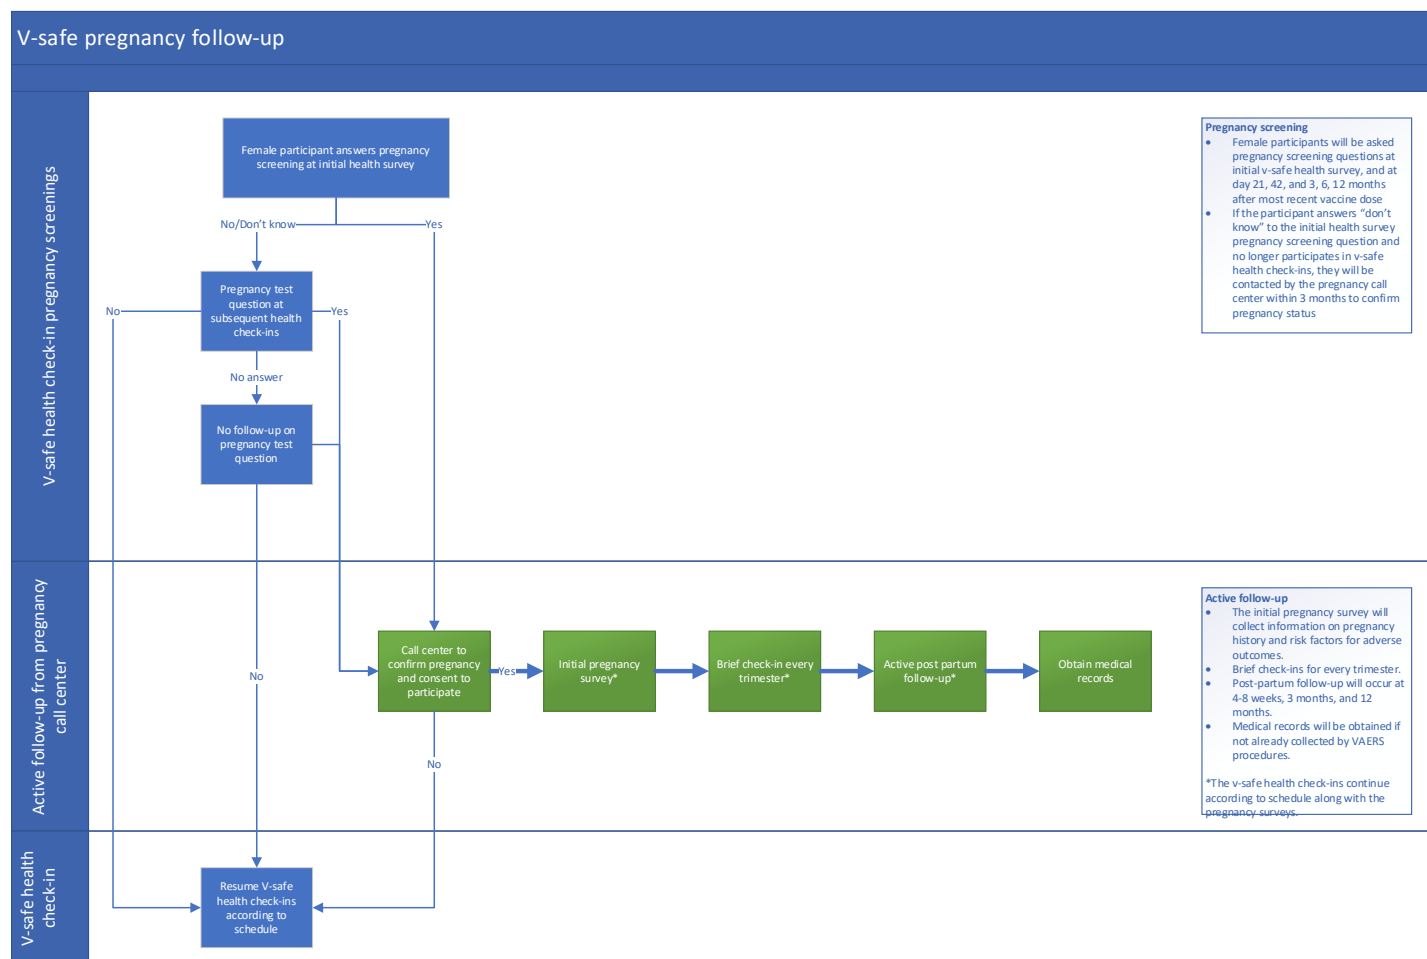 V-safe pregnancy follow-up
V-safe health check-in pregnancy screenings
Female participant answers pregnancy
screening at initial health survey
No/Don't know
Yes
Pregnancy test
question at
subsequent health
check-ins
No
Yes
No answer
No follow-up on
pregnancy test
question
Pregnancy screening
• Female participants will be asked
pregnancy screening questions at
initial v-safe health survey, and at
day 21, 42, and 3, 6, 12 months
after most recent vaccine dose
• If the participant answers “don't
know” to the initial health survey
pregnancy screening question and
no longer participates in v-safe
health check-ins, they will be
contacted by the pregnancy call
center within 3 months to confirm
pregnancy status
Active follow-up from pregnancy
call center
No
Call center to
confirm pregnancy
and consent to
participate
Yes
Initial pregnancy
survey*
Brief check-in every
trimester*
Active post partum
follow-up*
Obtain medical
records
No
Active follow-up
• The initial pregnancy survey will
collect information on pregnancy
history and risk factors for adverse
outcomes.
• Brief check-ins for every trimester.
• Post-partum follow-up will occur at
4-8 weeks, 3 months, and 12
months.
• Medical records will be obtained if
not already collected by VAERS
procedures.
*The v-safe health check-ins continue
according to schedule along with the
pregnancy surveys.
V-safe health
check-in
Resume V-safe
health check-ins
according to
schedule